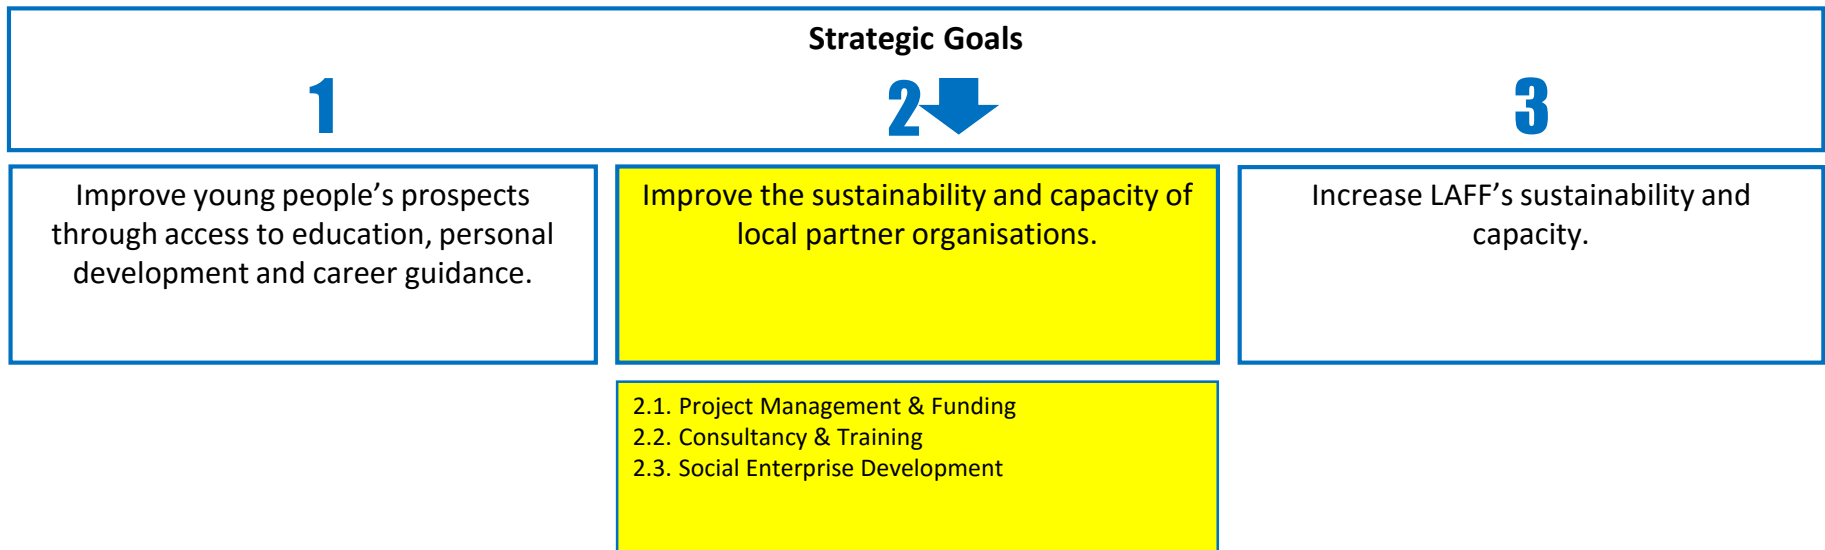 Strategic Goals
1
2
3
Improve young people’s prospects
through access to education, personal
development and career guidance.
Improve the sustainability and capacity of
local partner organisations.
Increase LAFF’s sustainability and
capacity.
2.1. Project Management & Funding
2.2. Consultancy & Training
2.3. Social Enterprise Development